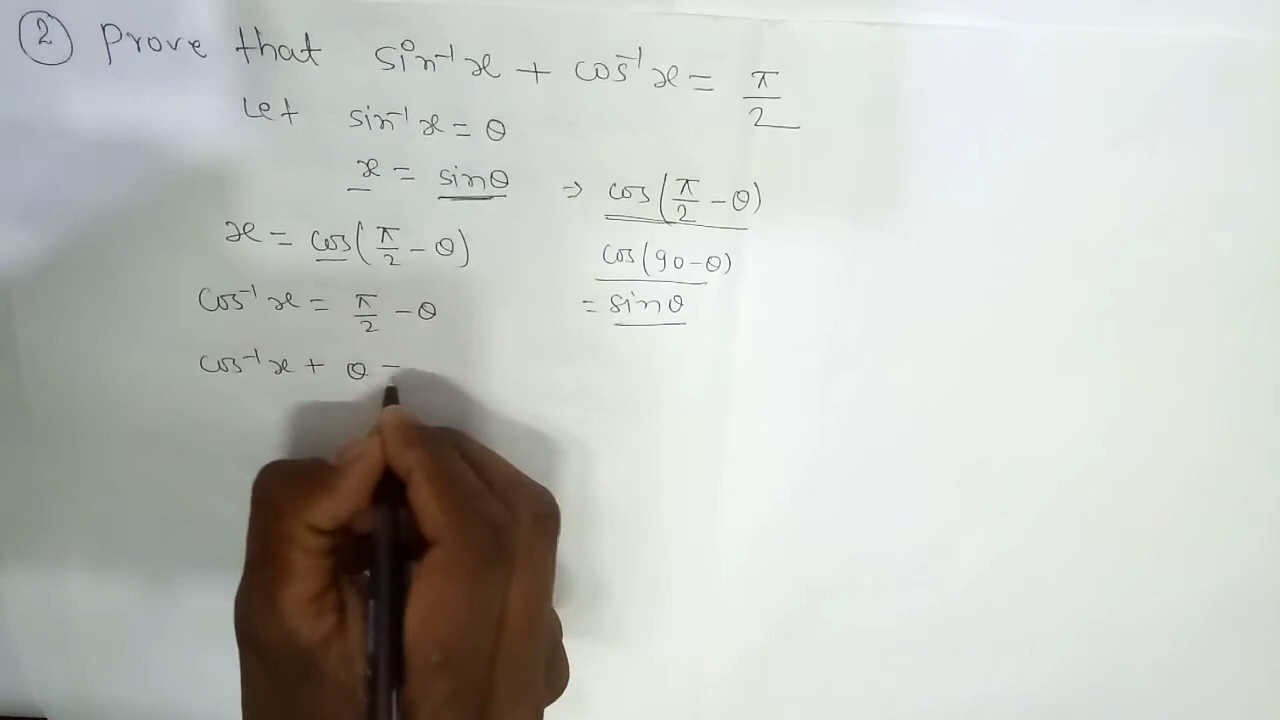 ② Prove that sin⁻¹x + cos⁻¹x = π/2
Let sin⁻¹x = θ
x = sinθ ⇒ cos(π/2 - θ)
x = cos(π/2 - θ)
cos(90-θ)
cos⁻¹x = π/2 - θ
= sinθ
cos⁻¹x + θ =